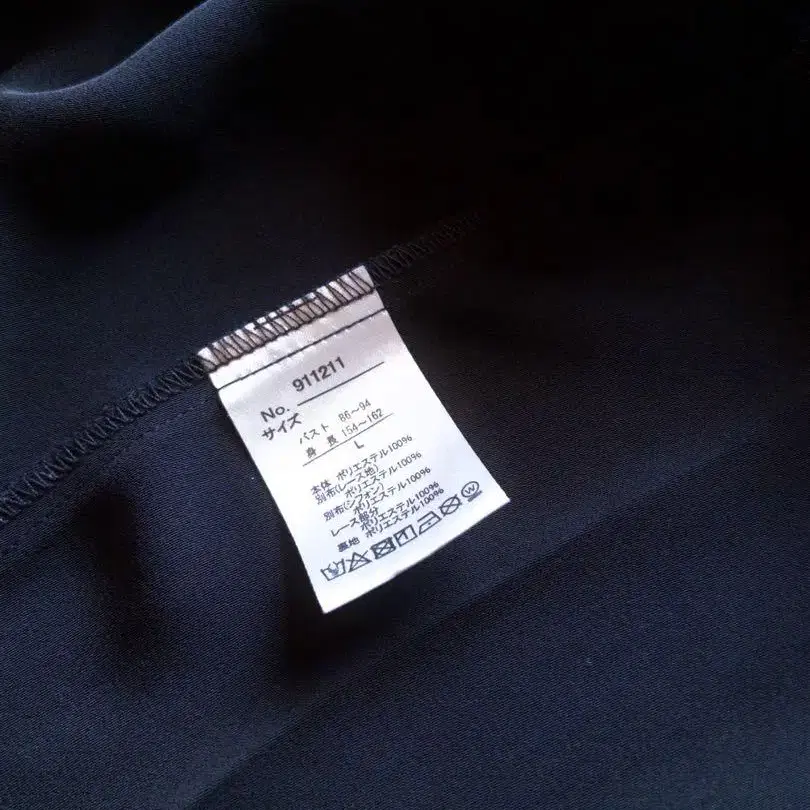 No. 911211
サイズ
バスト 86～94
身長 154～162
L
本体 ポリエステル100%
別布(レース地)
ポリエステル100%
別布(シフォン)
ポリエステル100%
レース部分
ポリエステル100%
裏地 ポリエステル100%
W